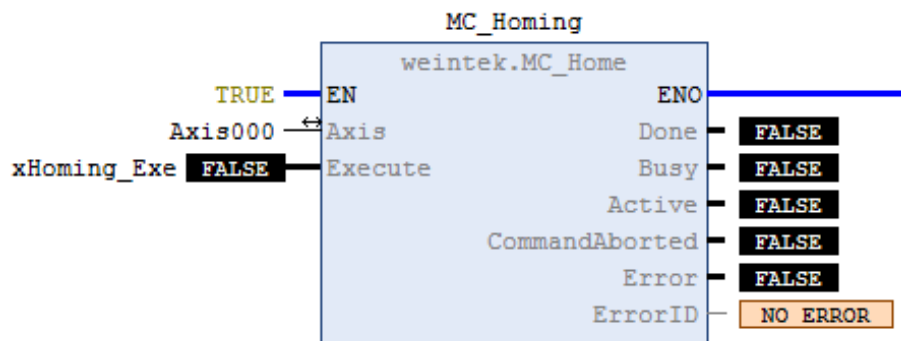 MC_Homing
weintek.MC_Home
TRUE EN ENO
Axis000 Axis Done FALSE
xHoming_Exe FALSE Execute Busy FALSE
Active FALSE
CommandAborted FALSE
Error FALSE
ErrorID NO ERROR